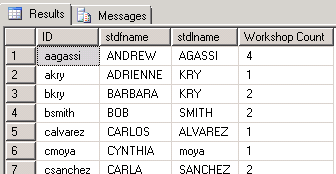 Results Messages
ID stdfname stdlname Workshop Count
1 aagassi ANDREW AGASSI 4
2 akry ADRIENNE KRY 1
3 bkry BARBARA KRY 2
4 bsmith BOB SMITH 2
5 calvarez CARLOS ALVAREZ 1
6 cmoya CYNTHIA moya 1
7 csanchez CARLA SANCHEZ 2